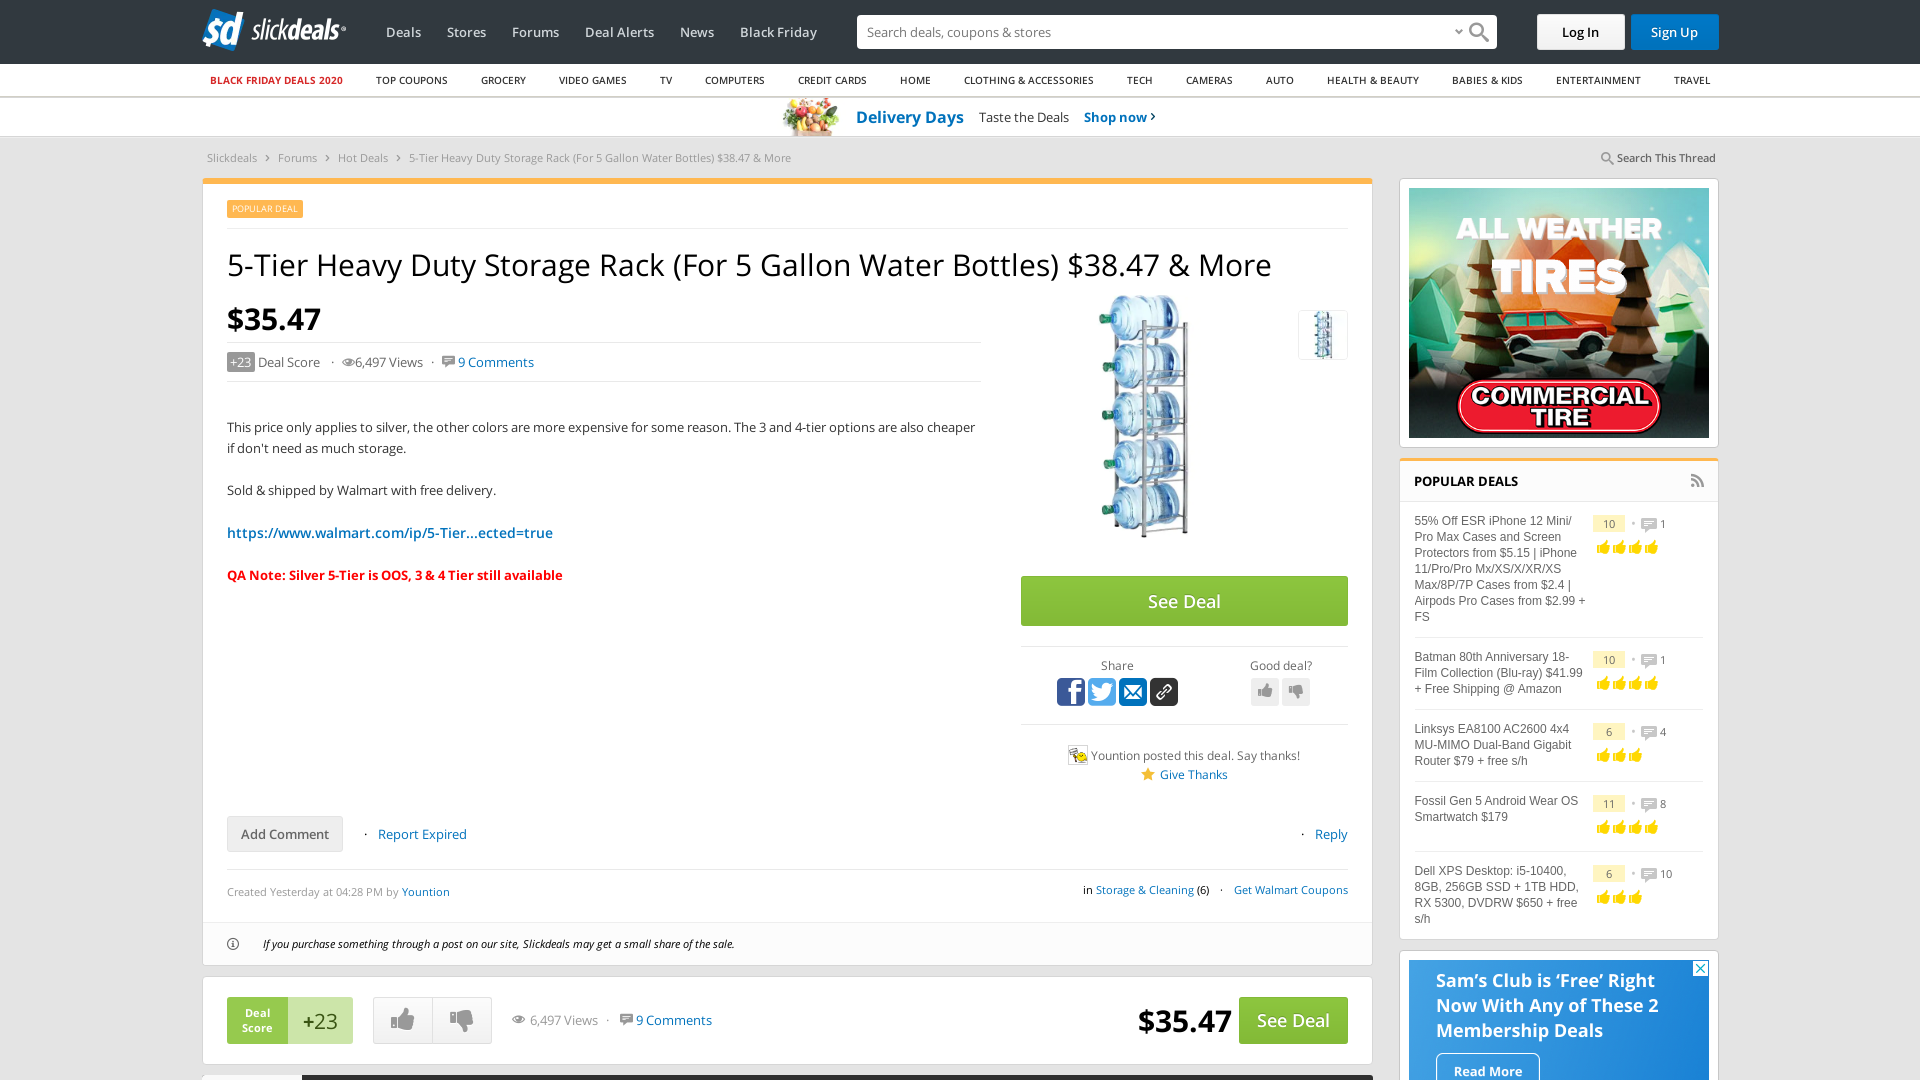 slickdeals
Deals Stores Forums Deal Alerts News Black Friday
Search deals, coupons & stores
Log In Sign Up
BLACK FRIDAY DEALS 2020 TOP COUPONS GROCERY VIDEO GAMES TV COMPUTERS CREDIT CARDS HOME CLOTHING & ACCESSORIES TECH CAMERAS AUTO HEALTH & BEAUTY BABIES & KIDS ENTERTAINMENT TRAVEL
Delivery Days Taste the Deals Shop now ›
Slickdeals › Forums › Hot Deals › 5-Tier Heavy Duty Storage Rack (For 5 Gallon Water Bottles) $38.47 & More
Search This Thread
POPULAR DEAL
5-Tier Heavy Duty Storage Rack (For 5 Gallon Water Bottles) $38.47 & More
$35.47
+23 Deal Score · 6,497 Views · 9 Comments
This price only applies to silver, the other colors are more expensive for some reason. The 3 and 4-tier options are also cheaper
if don't need as much storage.
Sold & shipped by Walmart with free delivery.
https://www.walmart.com/ip/5-Tier...ected=true
QA Note: Silver 5-Tier is OOS, 3 & 4 Tier still available
See Deal
Share
Good deal?
Yountion posted this deal. Say thanks!
Give Thanks
Add Comment · Report Expired
· Reply
Created Yesterday at 04:28 PM by Yountion
in Storage & Cleaning (6) · Get Walmart Coupons
If you purchase something through a post on our site, Slickdeals may get a small share of the sale.
Deal
Score
+23
6,497 Views · 9 Comments
$35.47 See Deal
ALL WEATHER
TIRES
COMMERCIAL
TIRE
POPULAR DEALS
55% Off ESR iPhone 12 Mini/
Pro Max Cases and Screen
Protectors from $5.15 | iPhone
11/Pro/Pro Mx/XS/X/XR/XS
Max/8P/7P Cases from $2.4 |
Airpods Pro Cases from $2.99 +
FS
10 • 1
Batman 80th Anniversary 18-
Film Collection (Blu-ray) $41.99
+ Free Shipping @ Amazon
10 • 1
Linksys EA8100 AC2600 4x4
MU-MIMO Dual-Band Gigabit
Router $79 + free s/h
6 • 4
Fossil Gen 5 Android Wear OS
Smartwatch $179
11 • 8
Dell XPS Desktop: i5-10400,
8GB, 256GB SSD + 1TB HDD,
RX 5300, DVDRW $650 + free
s/h
6 • 10
Sam's Club is ‘Free’ Right
Now With Any of These 2
Membership Deals
Read More